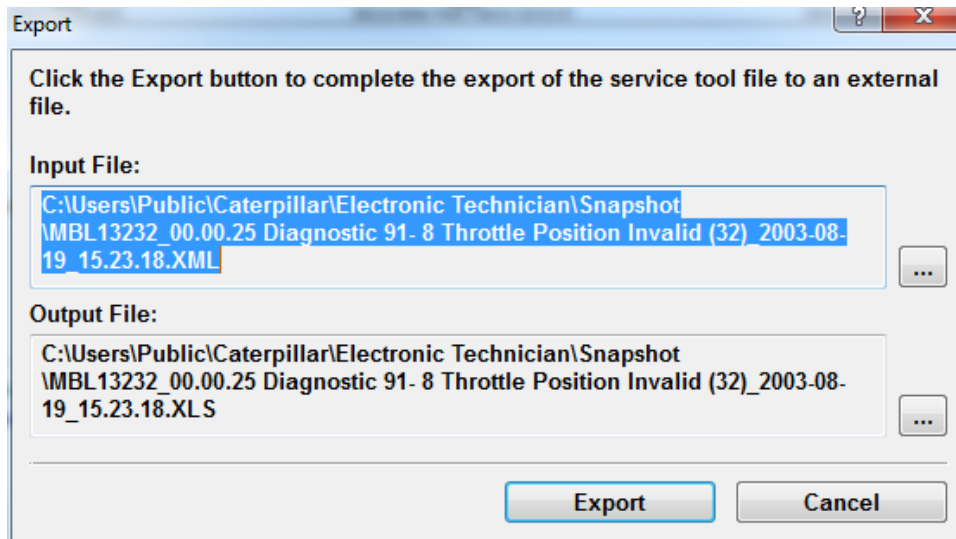 Export
Click the Export button to complete the export of the service tool file to an external
file.
Input File:
C:\Users\Public\Caterpillar\Electronic Technician\Snapshot
\MBL13232_00.00.25 Diagnostic 91- 8 Throttle Position Invalid (32)_2003-08-
19_15.23.18.XML
...
Output File:
C:\Users\Public\Caterpillar\Electronic Technician\Snapshot
\MBL13232_00.00.25 Diagnostic 91- 8 Throttle Position Invalid (32)_2003-08-
19_15.23.18.XLS
...
Export Cancel